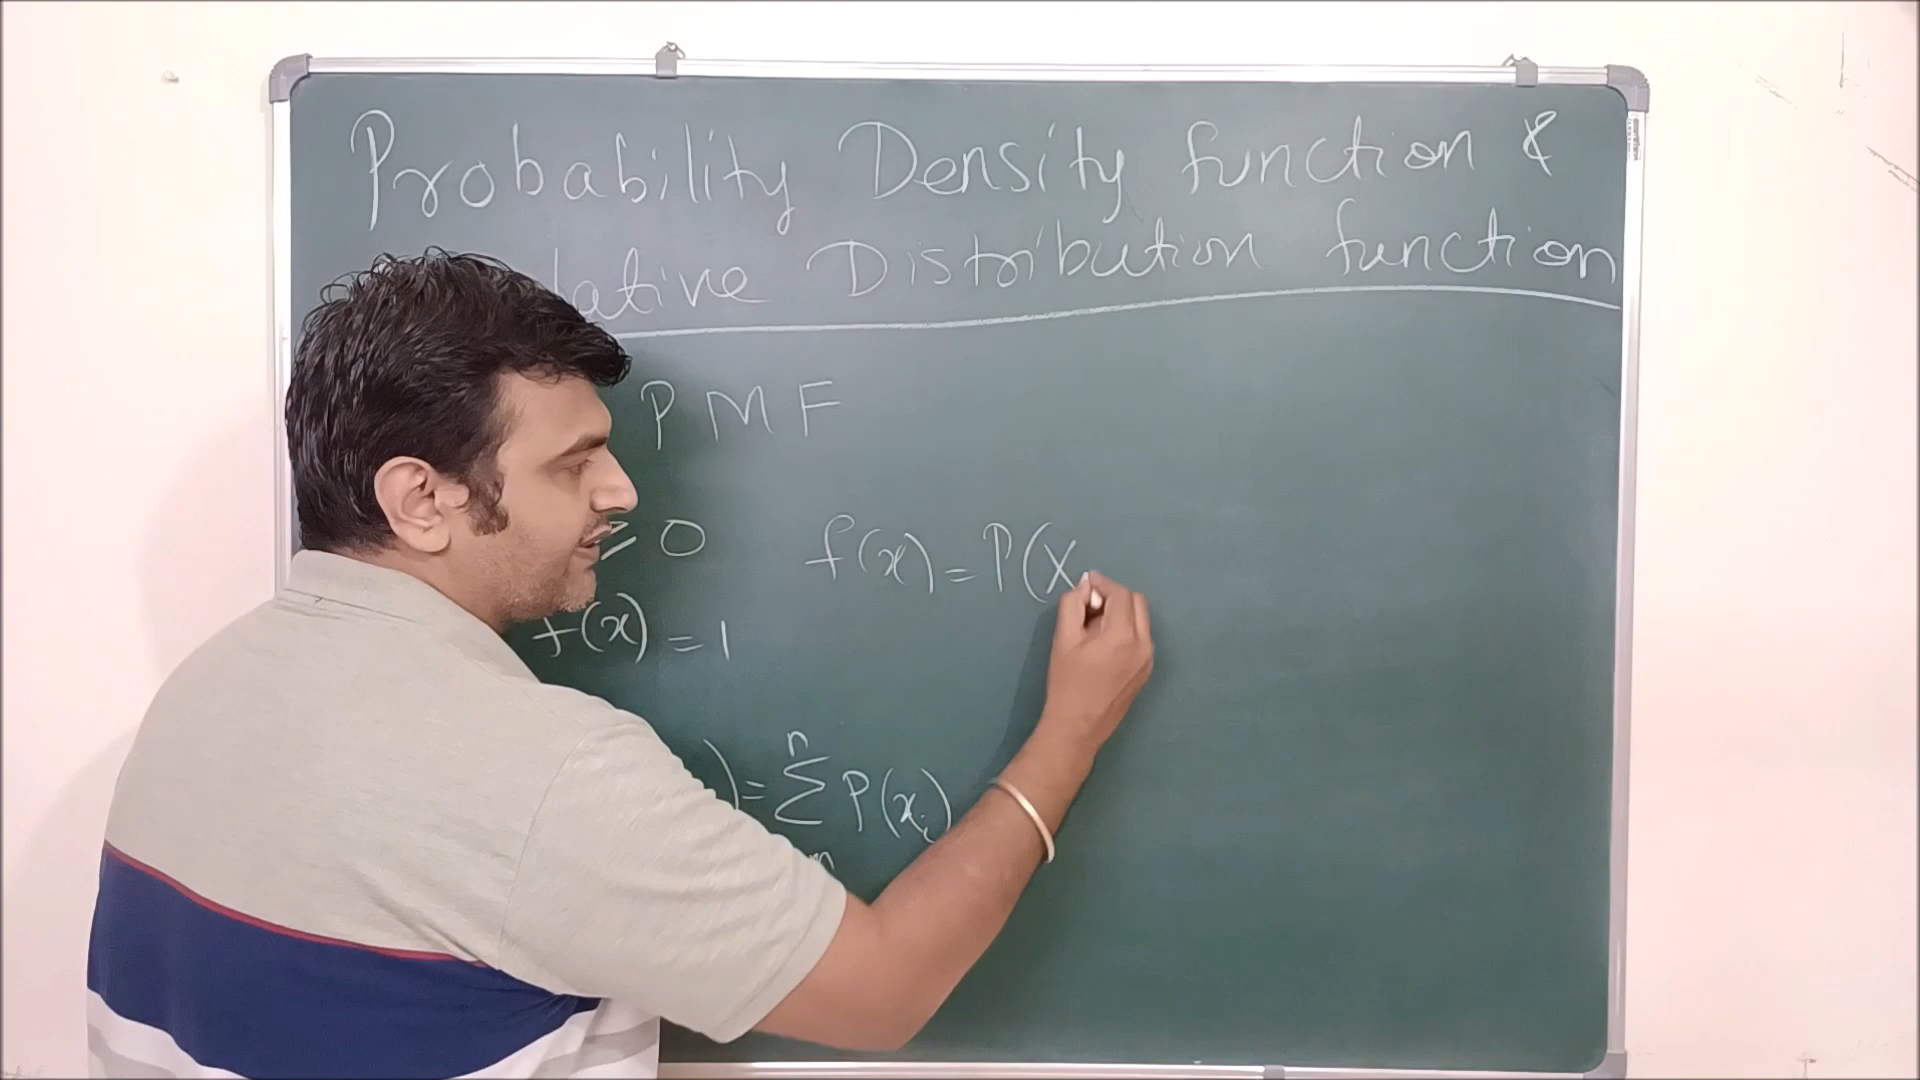 Probability Density function &
lative Distribution function
PMF
≥ 0
f(x) = P(X
f(x) = 1
) = Σ P(xᵢ)
n
m